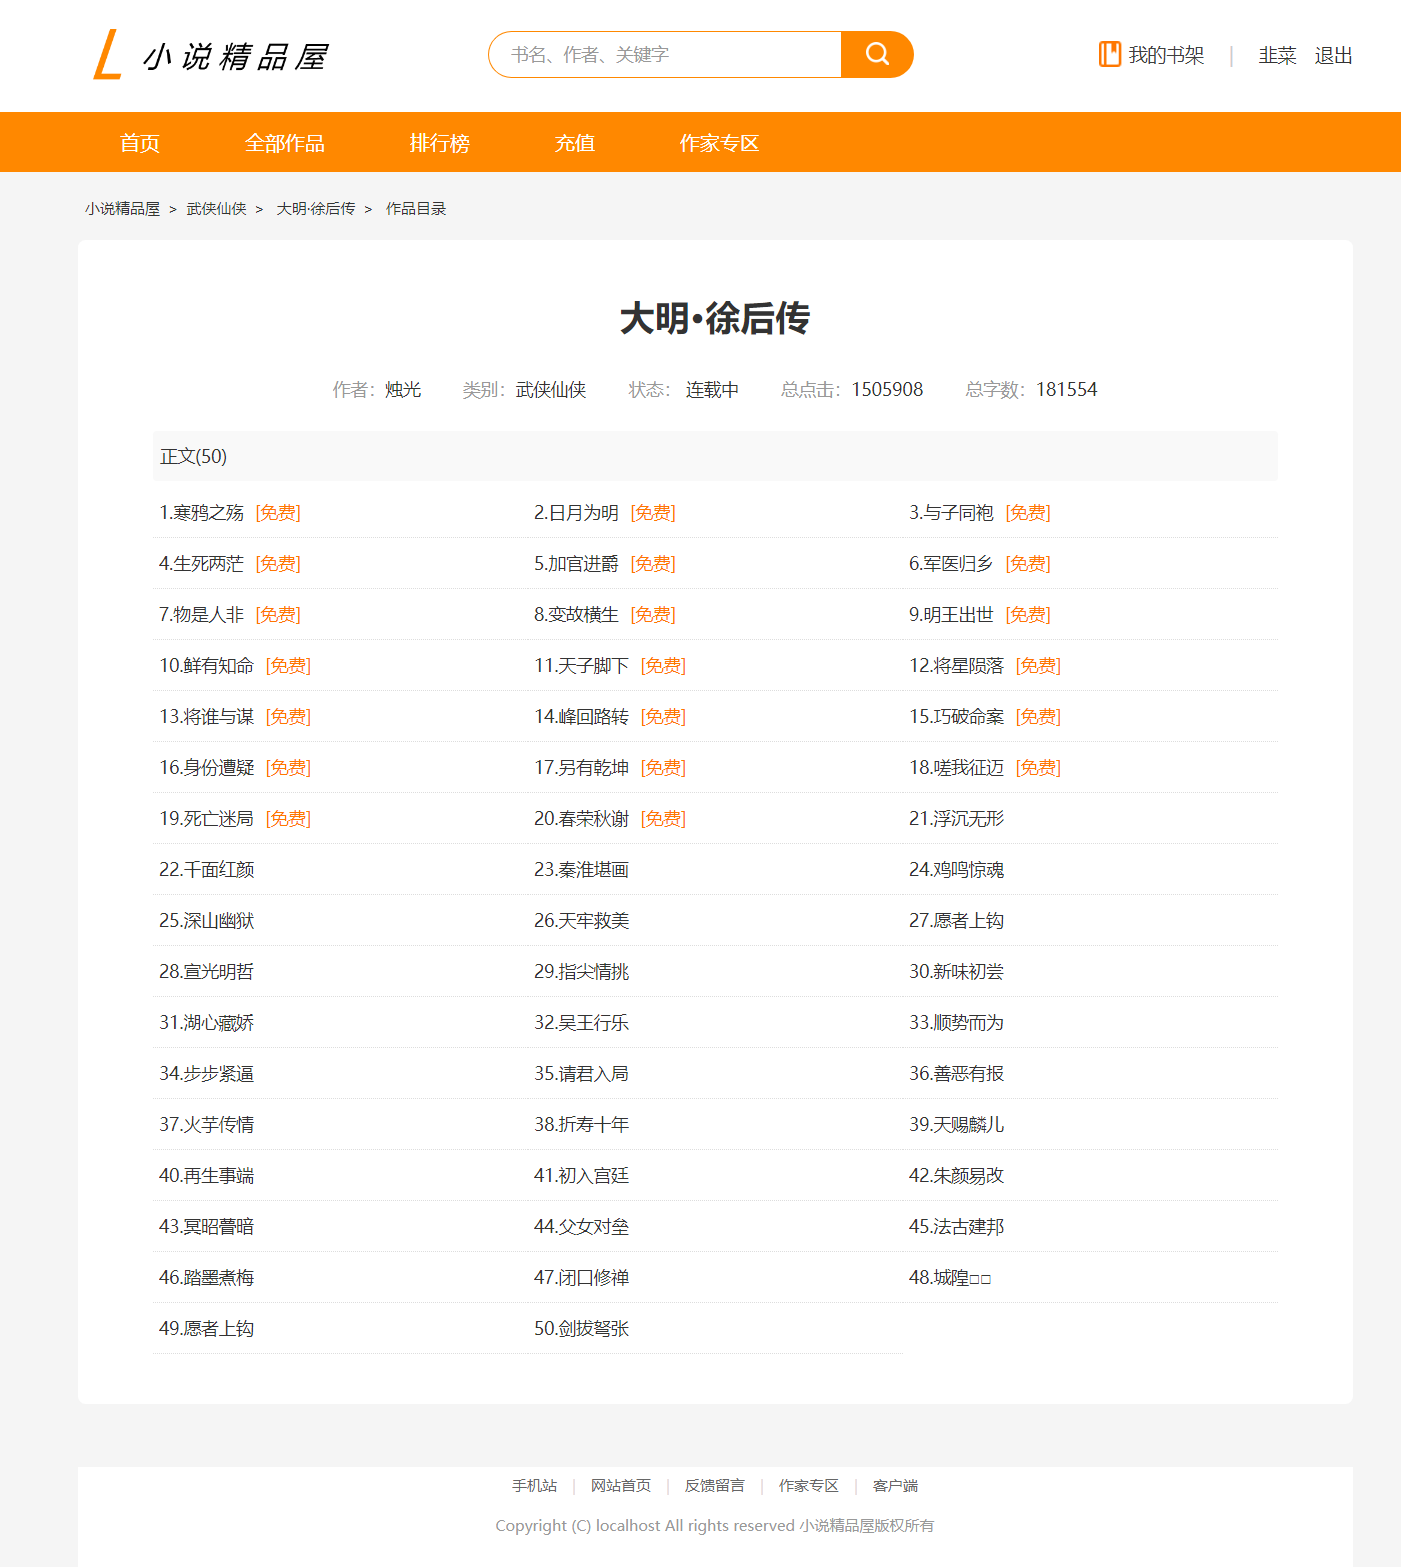 小说精品屋
书名、作者、关键字
我的书架 | 韭菜 退出
首页 全部作品 排行榜 充值 作家专区
小说精品屋 > 武侠仙侠 > 大明·徐后传 > 作品目录
大明·徐后传
作者：烛光 类别：武侠仙侠 状态：连载中 总点击：1505908 总字数：181554
正文(50)
1.寒鸦之殇 [免费] 2.日月为明 [免费] 3.与子同袍 [免费]
4.生死两茫 [免费] 5.加官进爵 [免费] 6.军医归乡 [免费]
7.物是人非 [免费] 8.变故横生 [免费] 9.明王出世 [免费]
10.鲜有知命 [免费] 11.天子脚下 [免费] 12.将星陨落 [免费]
13.将谁与谋 [免费] 14.峰回路转 [免费] 15.巧破命案 [免费]
16.身份遭疑 [免费] 17.另有乾坤 [免费] 18.嗟我征迈 [免费]
19.死亡迷局 [免费] 20.春荣秋谢 [免费] 21.浮沉无形
22.千面红颜 23.秦淮堪画 24.鸡鸣惊魂
25.深山幽狱 26.天牢救美 27.愿者上钩
28.宣光明哲 29.指尖情挑 30.新味初尝
31.湖心藏娇 32.吴王行乐 33.顺势而为
34.步步紧逼 35.请君入局 36.善恶有报
37.火芋传情 38.折寿十年 39.天赐麟儿
40.再生事端 41.初入宫廷 42.朱颜易改
43.冥昭瞢暗 44.父女对垒 45.法古建邦
46.踏墨煮梅 47.闭口修禅 48.城隍□□
49.愿者上钩 50.剑拔弩张
手机站 | 网站首页 | 反馈留言 | 作家专区 | 客户端
Copyright (C) localhost All rights reserved 小说精品屋版权所有